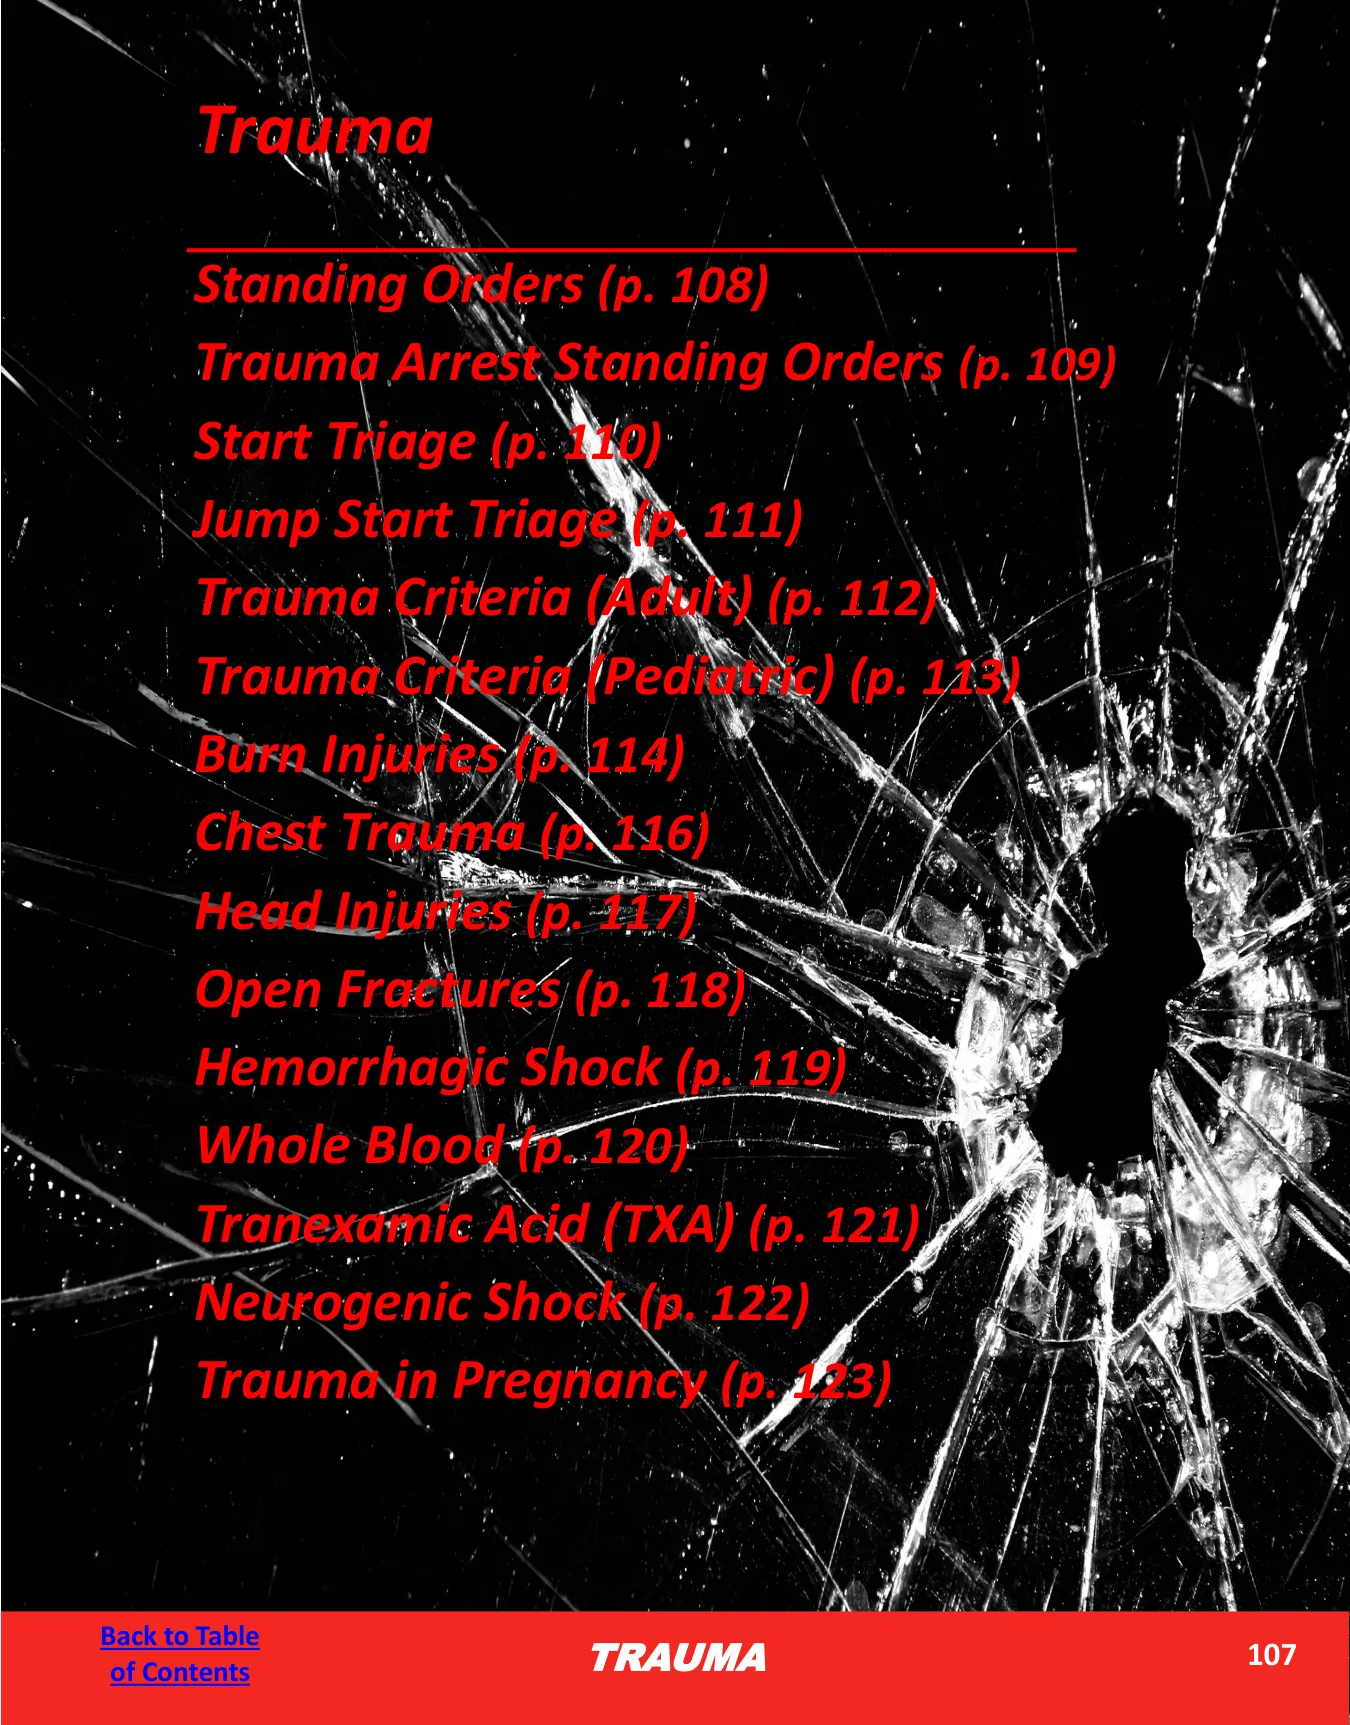 Trauma
Standing Orders (p. 108)
Trauma Arrest Standing Orders (p. 109)
Start Triage (p. 110)
Jump Start Triage (p. 111)
Trauma Criteria (Adult) (p. 112)
Trauma Criteria (Pediatric) (p. 113)
Burn Injuries (p. 114)
Chest Trauma (p. 116)
Head Injuries (p. 117)
Open Fractures (p. 118)
Hemorrhagic Shock (p. 119)
Whole Blood (p. 120)
Tranexamic Acid (TXA) (p. 121)
Neurogenic Shock (p. 122)
Trauma in Pregnancy (p. 123)
Back to Table
of Contents
TRAUMA
107